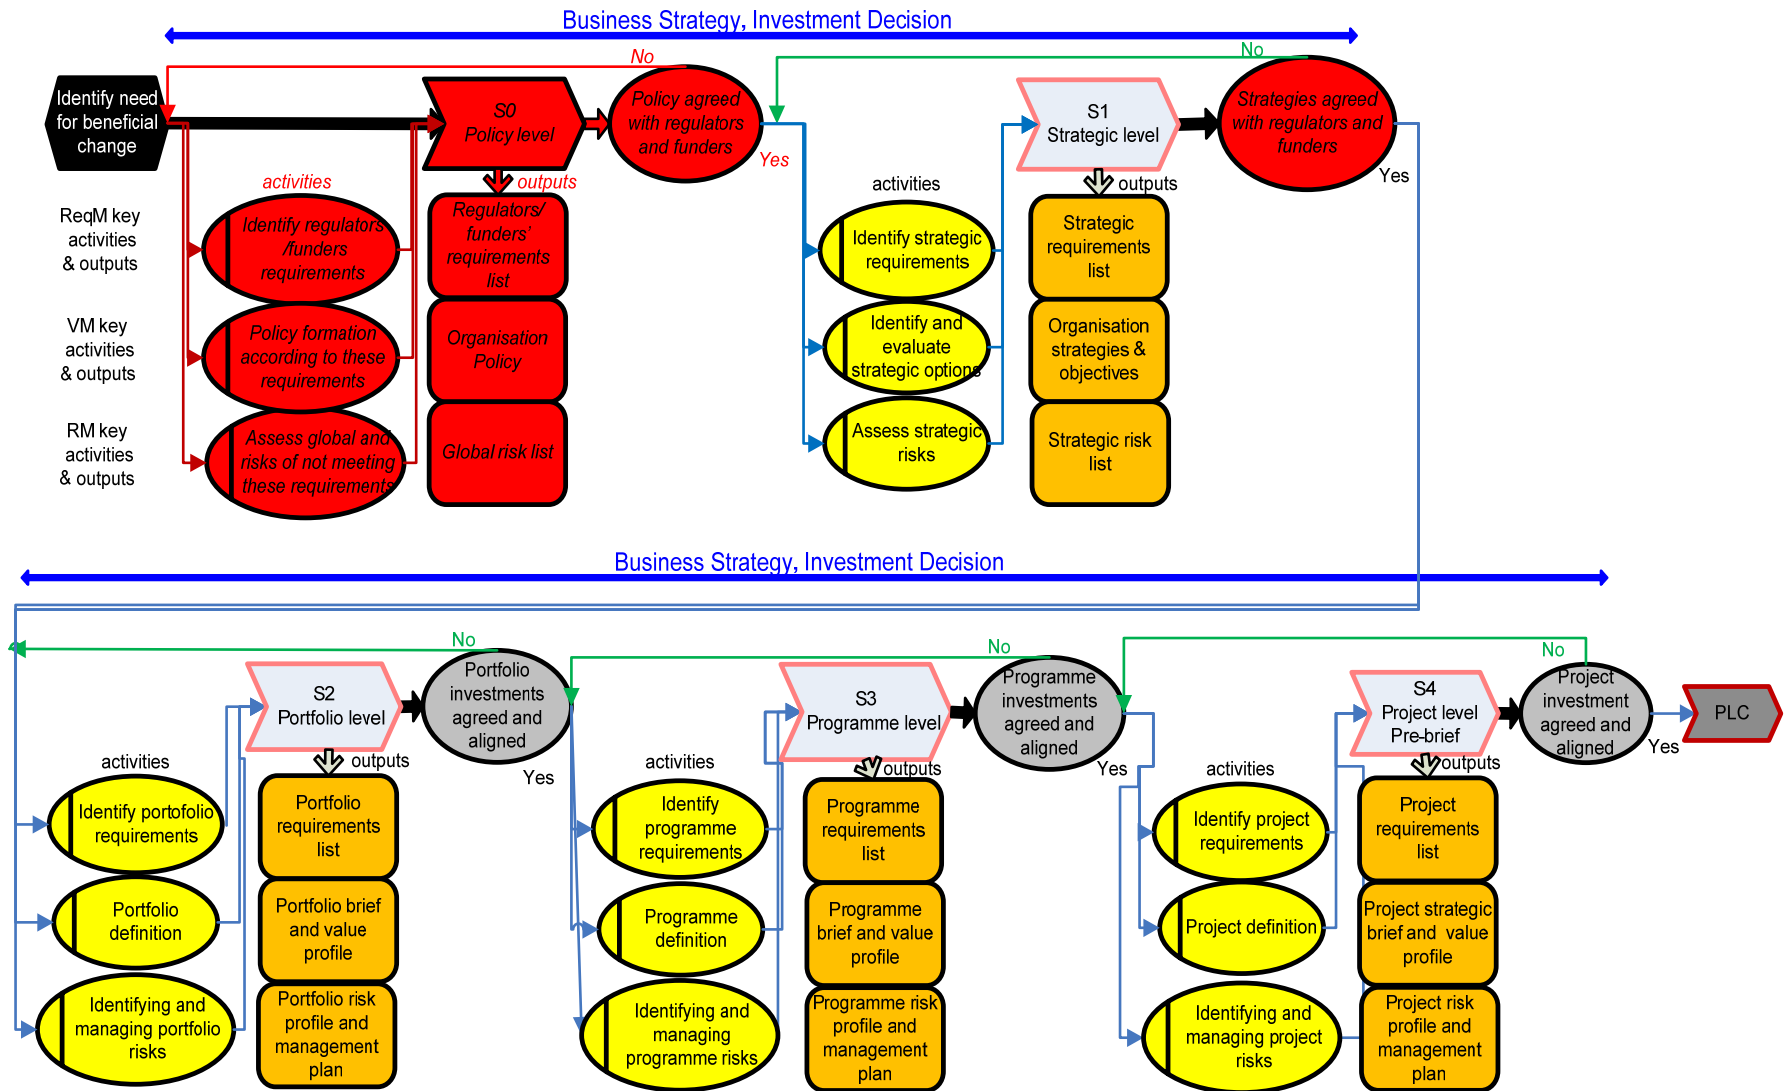 Business Strategy, Investment Decision
No
No
Identify need
for beneficial
change
S0
Policy level
Policy agreed
with regulators
and funders
Yes
S1
Strategic level
Strategies agreed
with regulators and
funders
Yes
activities
outputs
activities
outputs
ReqM key
activities
& outputs
Identify regulators
/funders
requirements
Regulators/
funders'
requirements
list
Identify strategic
requirements
Strategic
requirements
list
VM key
activities
& outputs
Policy formation
according to these
requirements
Organisation
Policy
Identify and
evaluate
strategic options
Organisation
strategies &
objectives
RM key
activities
& outputs
Assess global and
risks of not meeting
these requirements
Global risk list
Assess strategic
risks
Strategic risk
list
Business Strategy, Investment Decision
No
No
No
S2
Portfolio level
Portfolio
investments
agreed and
aligned
Yes
S3
Programme level
Programme
investments
agreed and
aligned
Yes
S4
Project level
Pre-brief
Project
investment
agreed and
aligned
Yes
PLC
activities
outputs
activities
outputs
activities
outputs
Identify portofolio
requirements
Portfolio
requirements
list
Identify
programme
requirements
Programme
requirements
list
Identify project
requirements
Project
requirements
list
Portfolio
definition
Portfolio brief
and value
profile
Programme
definition
Programme
brief and value
profile
Project definition
Project strategic
brief and value
profile
Identifying and
managing portfolio
risks
Portfolio risk
profile and
management
plan
Identifying and
managing
programme risks
Programme risk
profile and
management
plan
Identifying and
managing project
risks
Project risk
profile and
management
plan